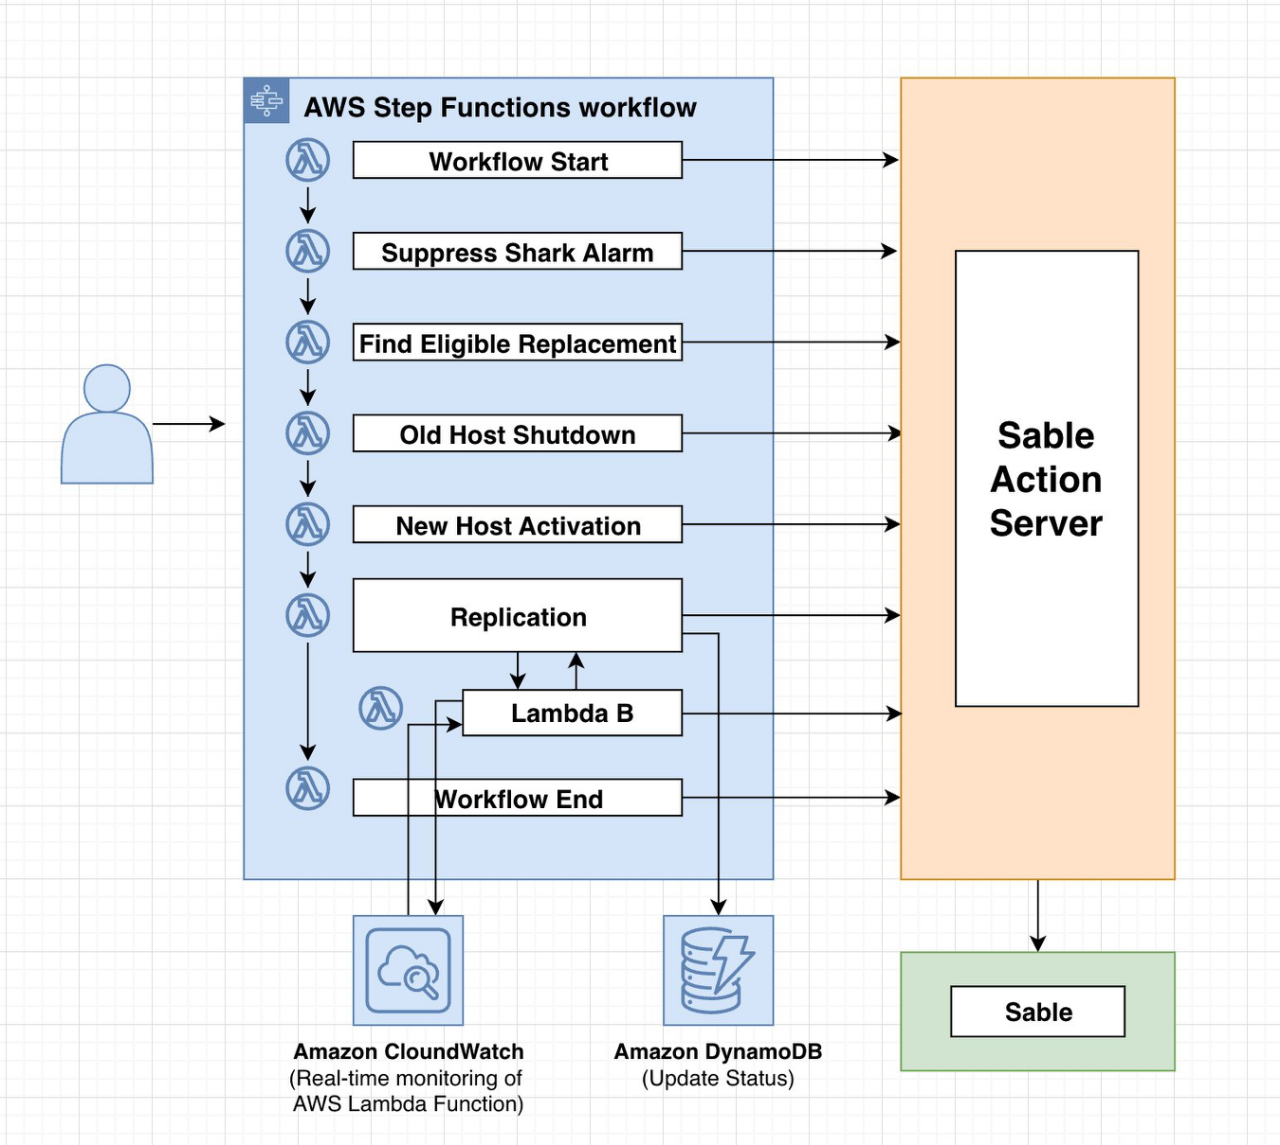 AWS Step Functions workflow
Workflow Start
Suppress Shark Alarm
Find Eligible Replacement
Old Host Shutdown
New Host Activation
Replication
Lambda B
Workflow End
Sable
Action
Server
Sable
Amazon CloundWatch
(Real-time monitoring of
AWS Lambda Function)
Amazon DynamoDB
(Update Status)